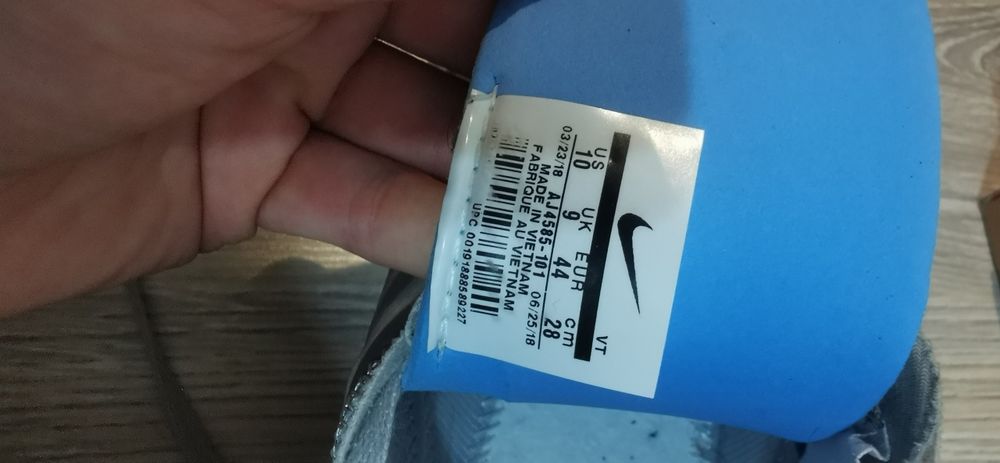 VT
US UK EUR cm
10 9 44 28
03/23/18 AJ4585-101 06/25/18
MADE IN VIETNAM
FABRIQUE AU VIETNAM
UPC 00191888589227